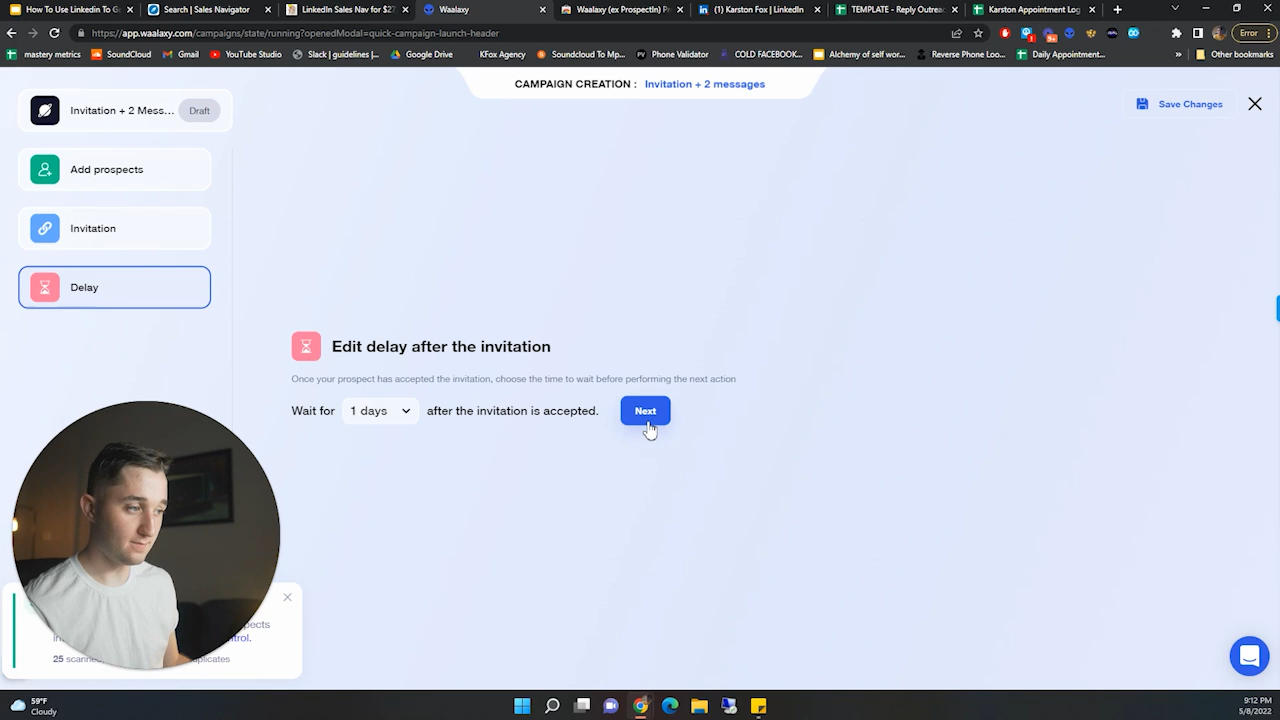 How To Use Linkedin To G
Search | Sales Navigator
LinkedIn Sales Nav for $27
Waalaxy
Waalaxy (ex ProspectIn) P
(1) Karston Fox | LinkedIn
TEMPLATE - Reply Outrea
Karston Appointment Log
https://app.waalaxy.com/campaigns/state/running?openedModal=quick-campaign-launch-header
Error
mastery metrics
SoundCloud
Gmail
YouTube Studio
Slack | guidelines |...
Google Drive
KFox Agency
Soundcloud To Mp...
Phone Validator
COLD FACEBOOK...
Alchemy of self wor...
Reverse Phone Loo...
Daily Appointment...
»
Other bookmarks
CAMPAIGN CREATION : Invitation + 2 messages
Invitation + 2 Mess...
Draft
Save Changes
Add prospects
Invitation
Delay
Edit delay after the invitation
Once your prospect has accepted the invitation, choose the time to wait before performing the next action
Wait for 1 days after the invitation is accepted. Next
25
59°F
Cloudy
9:12 PM
5/8/2022